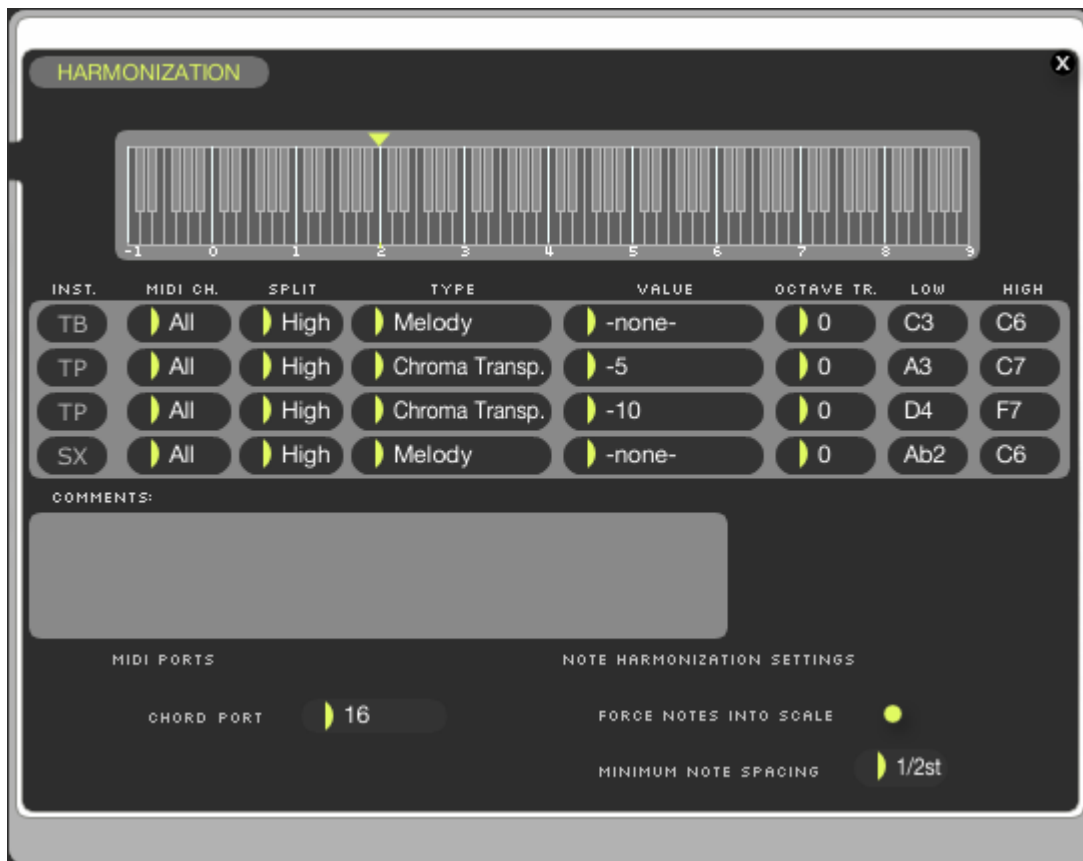 HARMONIZATION
X
-1 0 1 2 3 4 5 6 7 8 9
INST. MIDI CH. SPLIT TYPE VALUE OCTAVE TR. LOW HIGH
TB All High Melody -none- 0 C3 C6
TP All High Chroma Transp. -5 0 A3 C7
TP All High Chroma Transp. -10 0 D4 F7
SX All High Melody -none- 0 Ab2 C6
COMMENTS:
MIDI PORTS NOTE HARMONIZATION SETTINGS
CHORD PORT 16 FORCE NOTES INTO SCALE
MINIMUM NOTE SPACING 1/2st